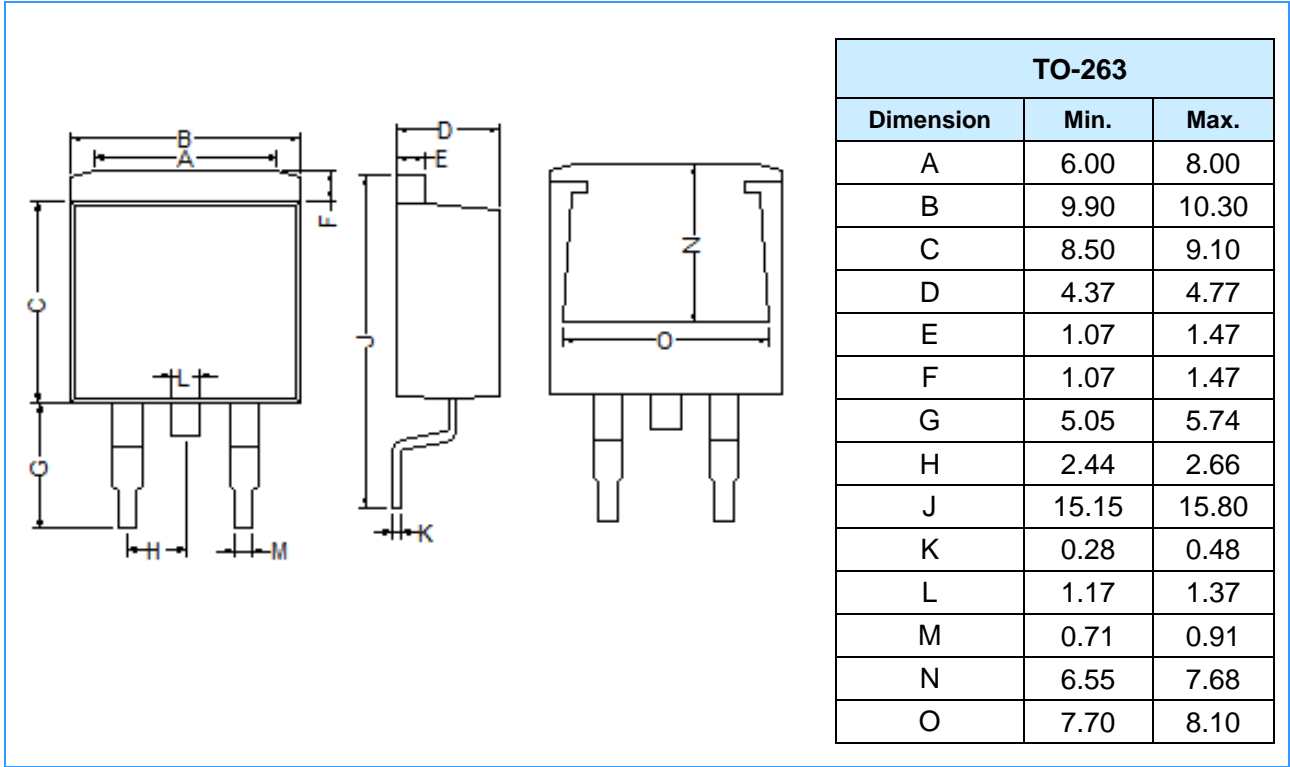 B
A
F
C
L
G
H
M
D
E
J
K
N
O
TO-263
Dimension Min. Max.
A 6.00 8.00
B 9.90 10.30
C 8.50 9.10
D 4.37 4.77
E 1.07 1.47
F 1.07 1.47
G 5.05 5.74
H 2.44 2.66
J 15.15 15.80
K 0.28 0.48
L 1.17 1.37
M 0.71 0.91
N 6.55 7.68
O 7.70 8.10